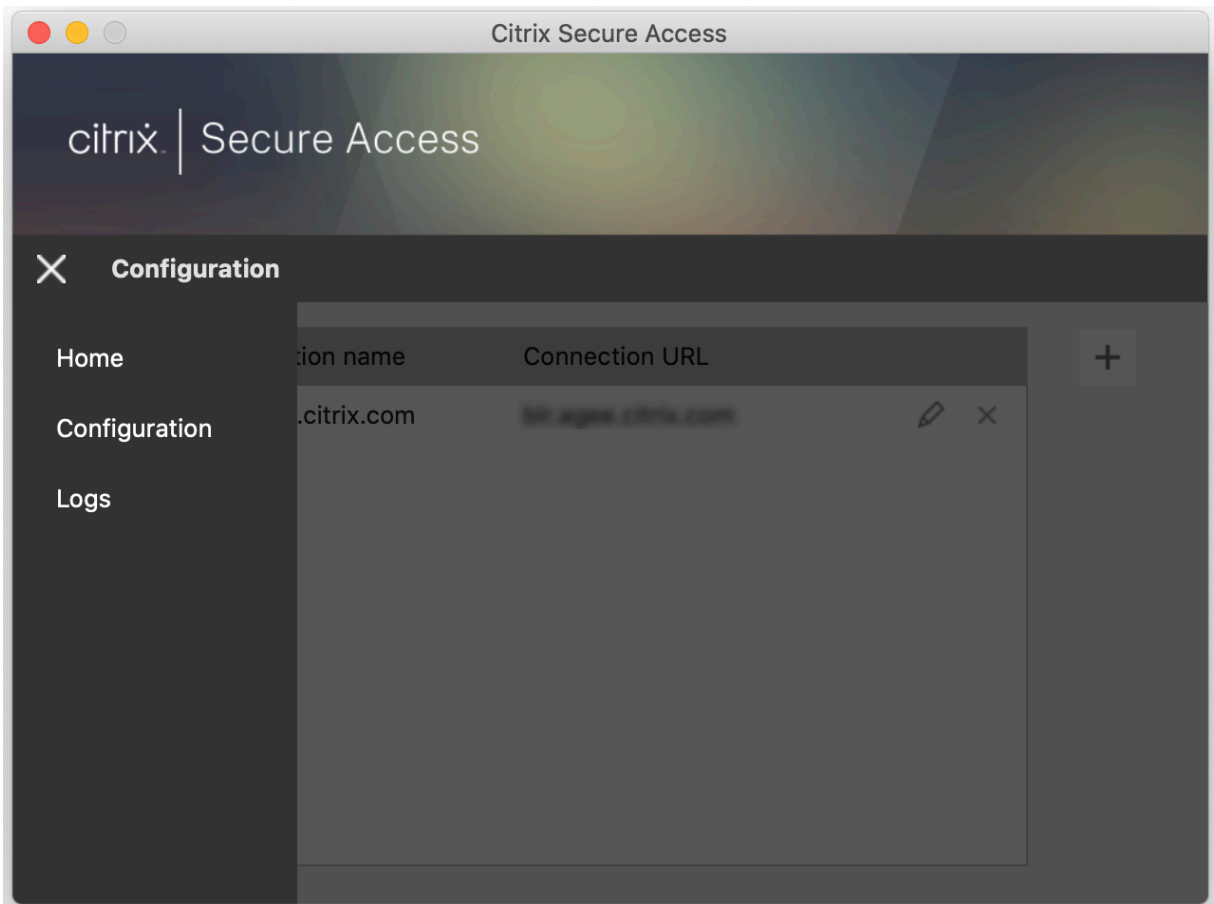 Citrix Secure Access
citrix. Secure Access
Configuration
Home
tion name Connection URL
Configuration
.citrix.com
Logs